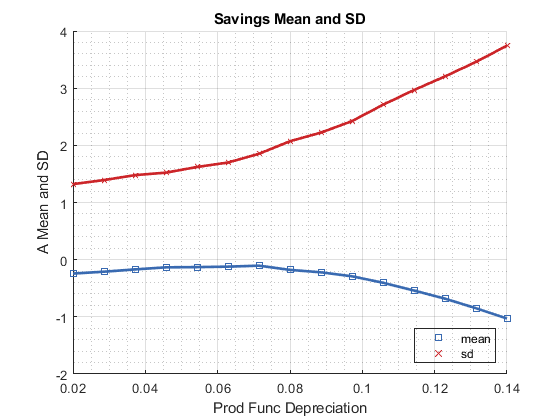 Savings Mean and SD
4
3
2
1
0
-1
-2
A Mean and SD
mean
sd
0.02 0.04 0.06 0.08 0.1 0.12 0.14
Prod Func Depreciation